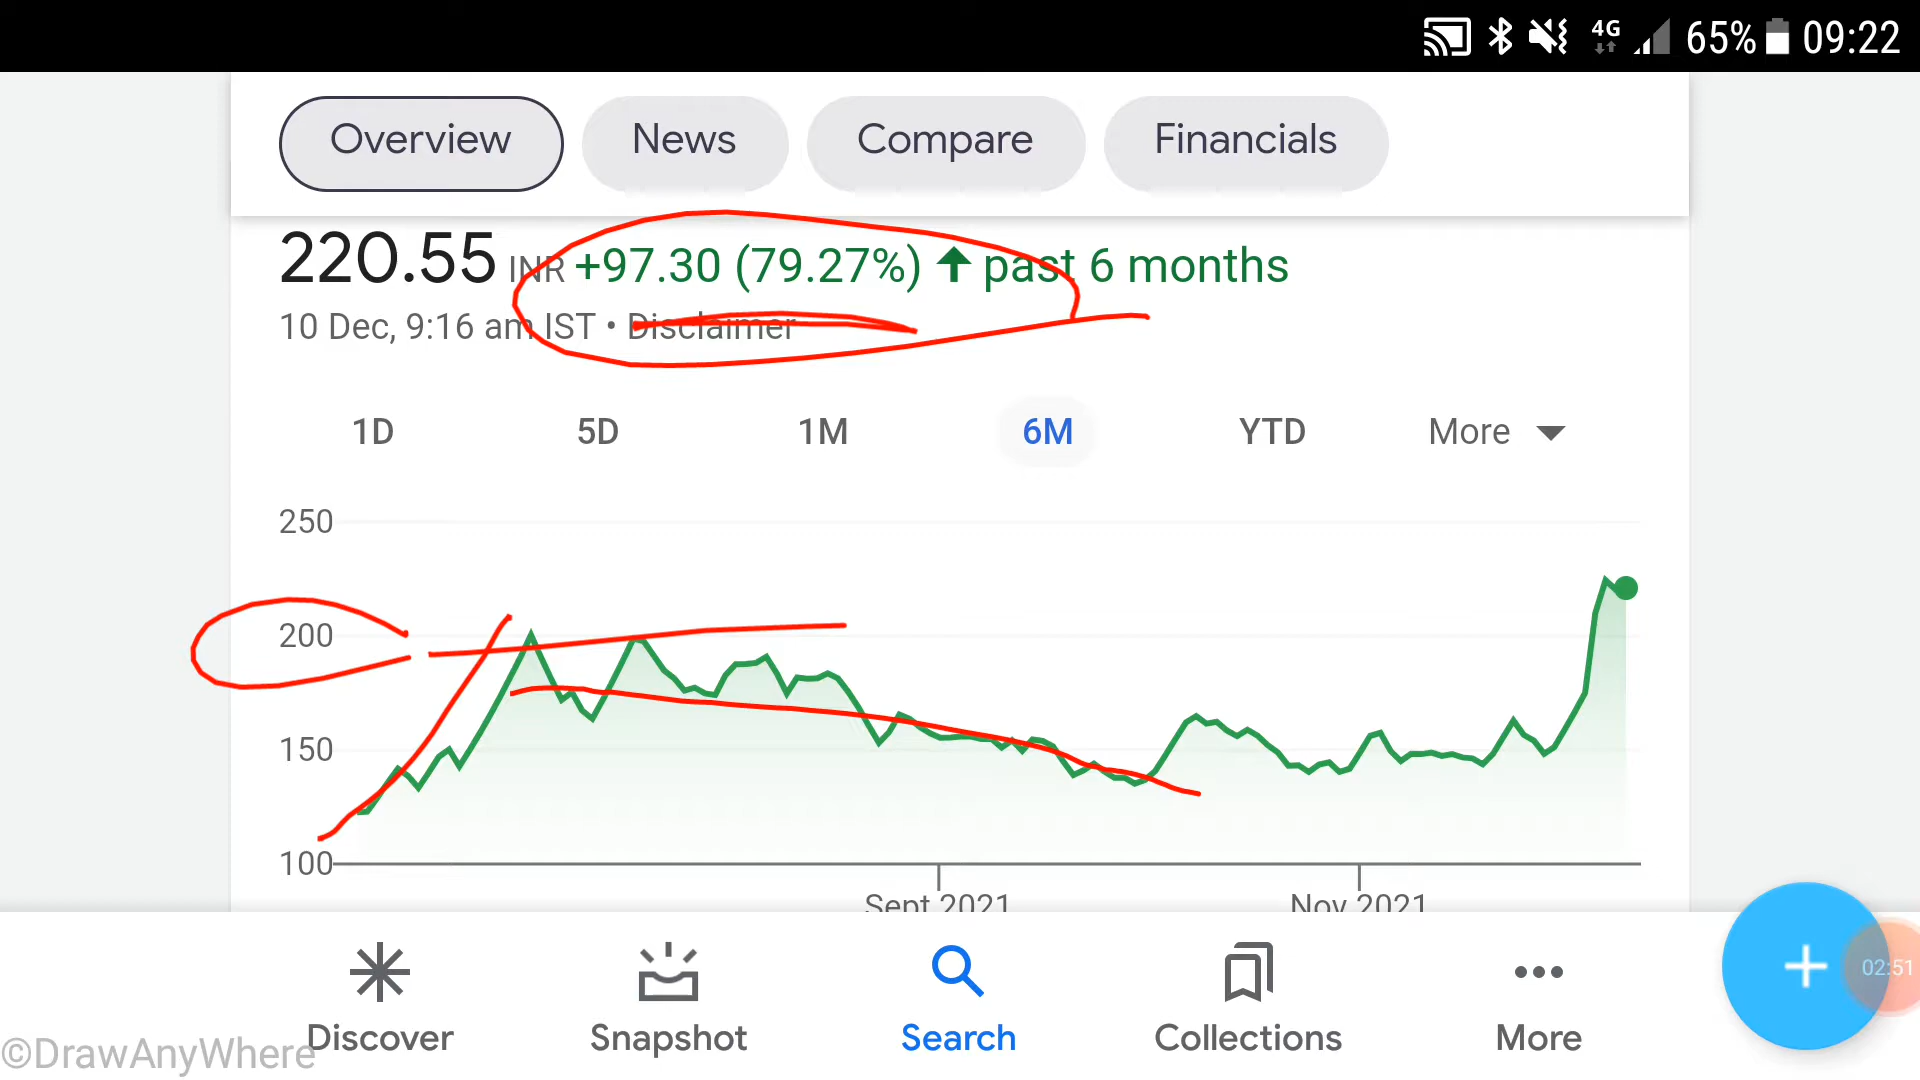 4G 65% 09:22
Overview News Compare Financials
220.55 INR +97.30 (79.27%) past 6 months
10 Dec, 9:16 am IST • Disclaimer
1D 5D 1M 6M YTD More
250
200
150
100
Sept 2021 Nov 2021
02:51
Discover Snapshot Search Collections More
©DrawAnyWhere